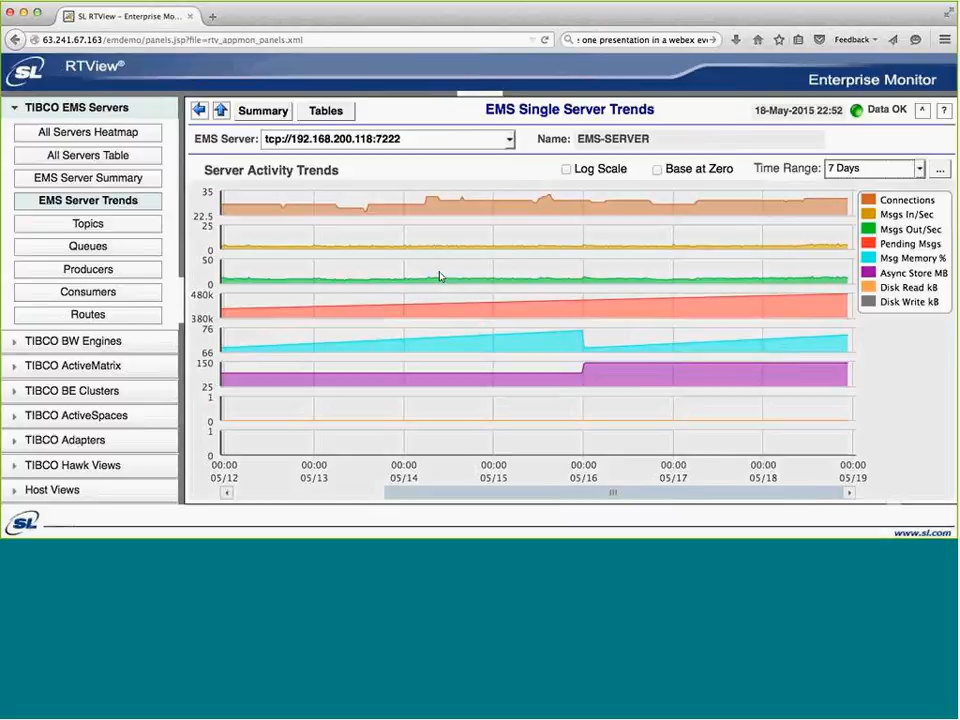 SL RTView – Enterprise Mo...
63.241.67.163/emdemo/panels.jsp?file=rtv_appmon_panels.xml
: one presentation in a webex eve
Feedback
SL
RTView®
Enterprise Monitor
TIBCO EMS Servers
All Servers Heatmap
All Servers Table
EMS Server Summary
EMS Server Trends
Topics
Queues
Producers
Consumers
Routes
TIBCO BW Engines
TIBCO ActiveMatrix
TIBCO BE Clusters
TIBCO ActiveSpaces
TIBCO Adapters
TIBCO Hawk Views
Host Views
Summary
Tables
EMS Single Server Trends
18-May-2015 22:52
Data OK
^
?
EMS Server:
tcp://192.168.200.118:7222
Name: EMS-SERVER
Server Activity Trends
Log Scale
Base at Zero
Time Range:
7 Days
...
35
22.5
25
0
50
0
480k
380k
76
66
150
25
1
0
1
0
00:00 00:00 00:00 00:00 00:00 00:00 00:00 00:00
05/12 05/13 05/14 05/15 05/16 05/17 05/18 05/19
Connections
Msgs In/Sec
Msgs Out/Sec
Pending Msgs
Msg Memory %
Async Store MB
Disk Read kB
Disk Write kB
SL
www.sl.com